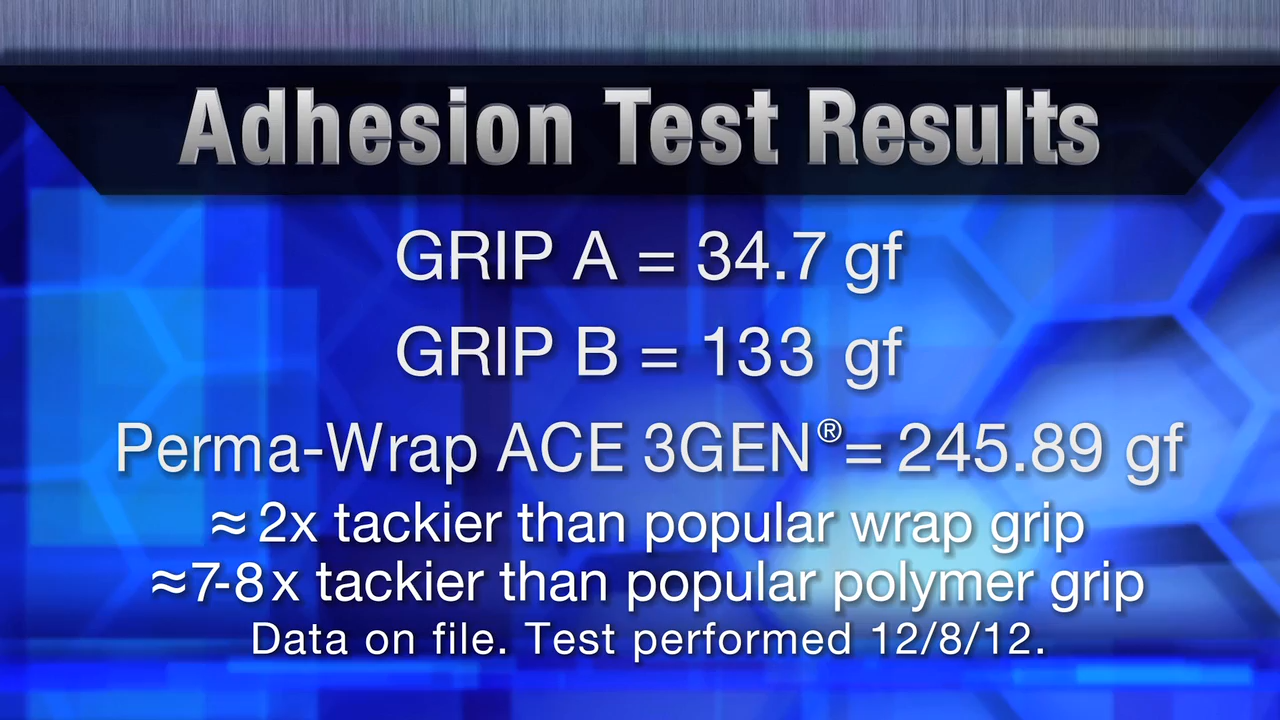 Adhesion Test Results
GRIP A = 34.7 gf
GRIP B = 133 gf
Perma-Wrap ACE 3GEN®= 245.89 gf
≈ 2x tackier than popular wrap grip
≈7-8x tackier than popular polymer grip
Data on file. Test performed 12/8/12.